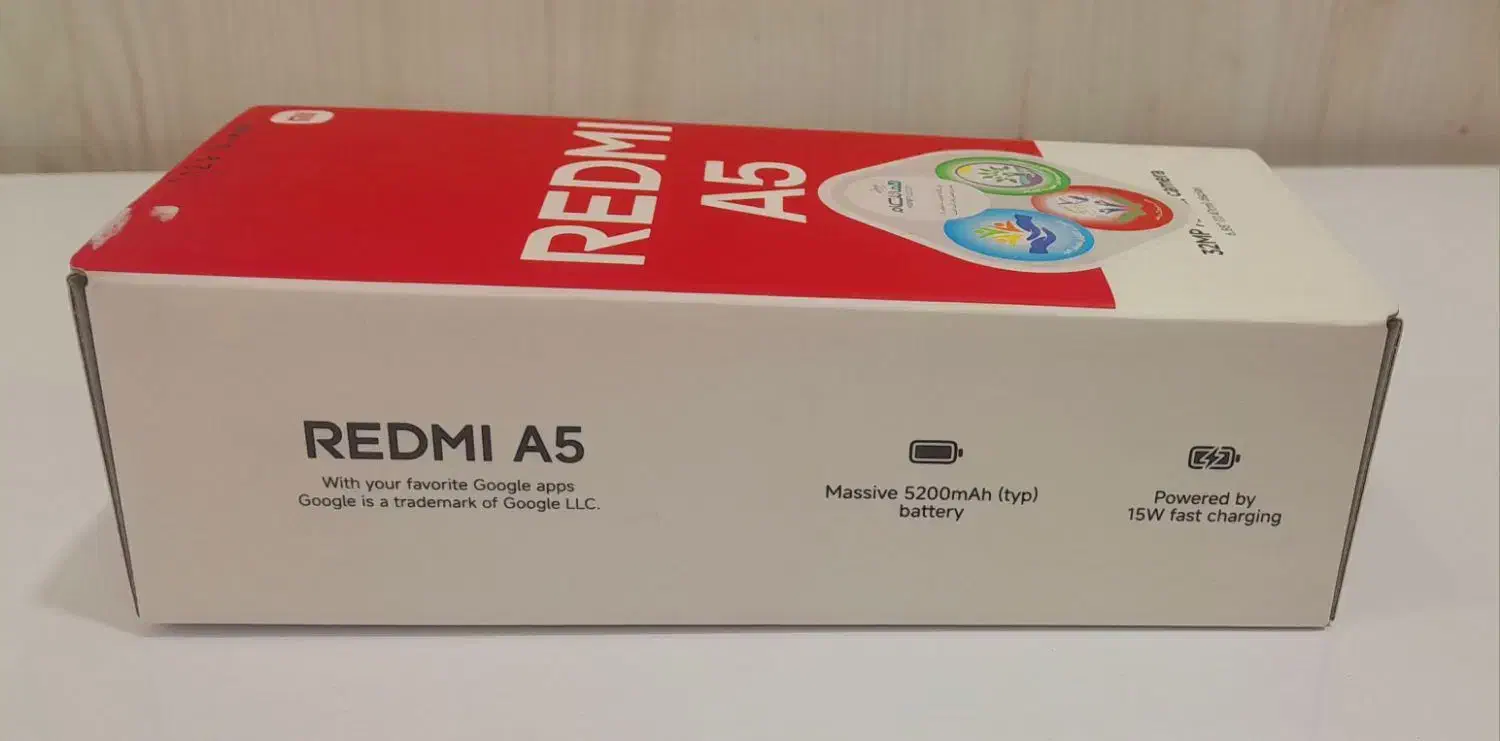 REDMI
A5
32MP
camera
REDMI A5
With your favorite Google apps
Google is a trademark of Google LLC.
Massive 5200mAh (typ)
battery
Powered by
15W fast charging